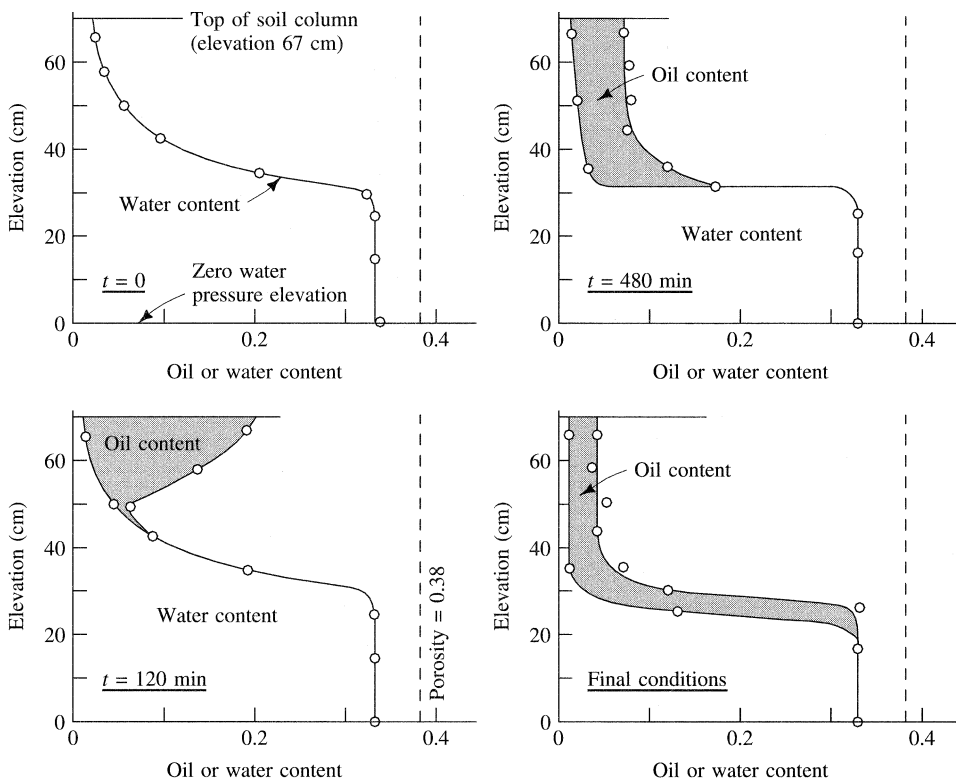 Top of soil column
(elevation 67 cm)
60
40
20
0
Elevation (cm)
Water content
Zero water
pressure elevation
t = 0
0
0.2
0.4
Oil or water content
60
40
20
0
Elevation (cm)
Oil content
Water content
t = 480 min
0
0.2
0.4
Oil or water content
60
40
20
0
Elevation (cm)
Oil content
Water content
Porosity = 0.38
t = 120 min
0
0.2
0.4
Oil or water content
60
40
20
0
Elevation (cm)
Oil content
Final conditions
0
0.2
0.4
Oil or water content